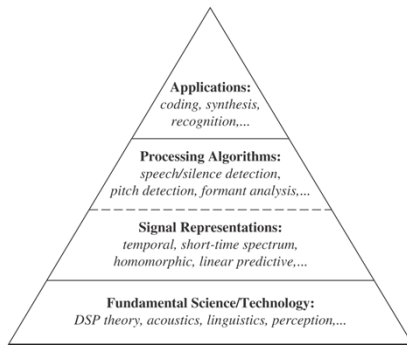 Applications:
coding, synthesis,
recognition,...
Processing Algorithms:
speech/silence detection,
pitch detection, formant analysis,...
Signal Representations:
temporal, short-time spectrum,
homomorphic, linear predictive,...
Fundamental Science/Technology:
DSP theory, acoustics, linguistics, perception,...